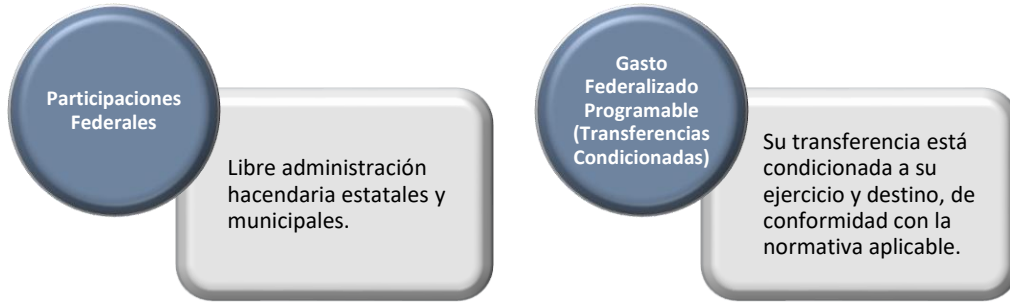 Participaciones
Federales
Libre administración
hacendaria estatales y
municipales.
Gasto
Federalizado
Programable
(Transferencias
Condicionadas)
Su transferencia está
condicionada a su
ejercicio y destino, de
conformidad con la
normativa aplicable.